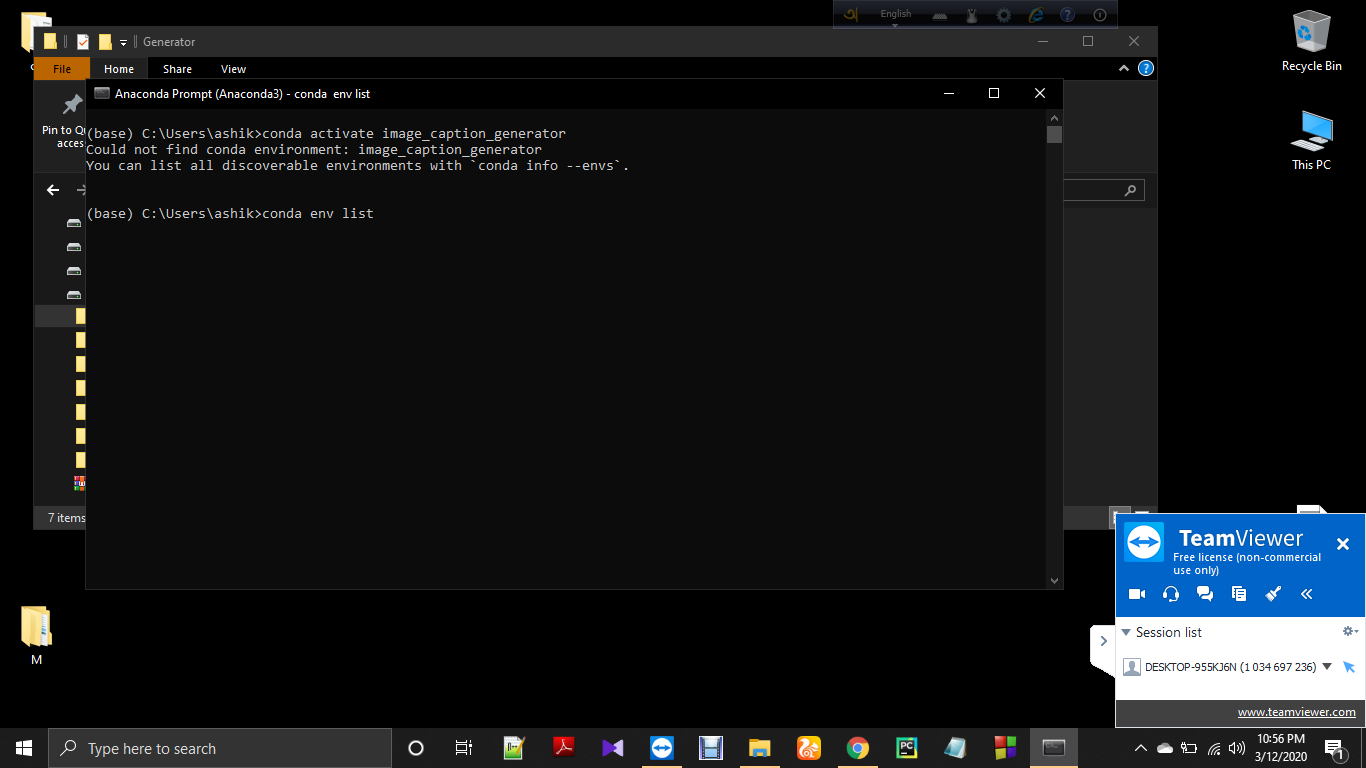 English
Generator
File Home Share View
Recycle Bin
Anaconda Prompt (Anaconda3) - conda  env list
Pin to Qu
acces
(base) C:\Users\ashik>conda activate image_caption_generator
Could not find conda environment: image_caption_generator
You can list all discoverable environments with `conda info --envs`.
(base) C:\Users\ashik>conda env list
This PC
7 items
TeamViewer
Free license (non-commercial
use only)
Session list
DESKTOP-955KJ6N (1 034 697 236)
www.teamviewer.com
M
Type here to search
10:56 PM
3/12/2020
1